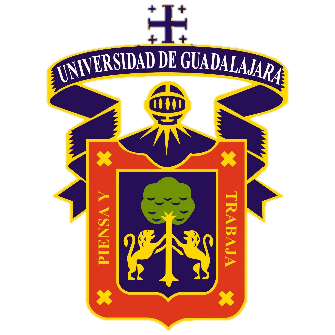 UNIVERSIDAD DE GUADALAJARA
PIENSA Y
TRABAJA